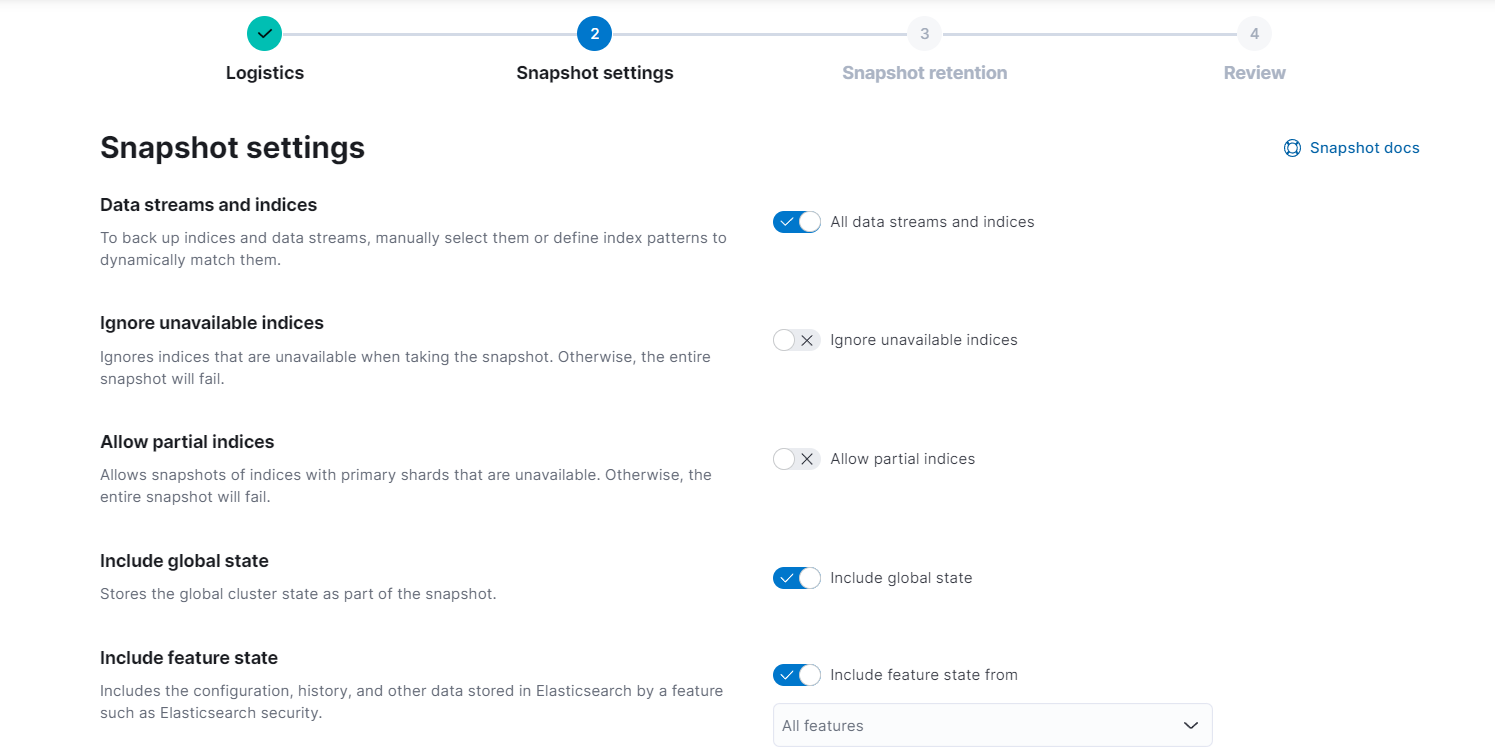 2
3
4
Logistics
Snapshot settings
Snapshot retention
Review
Snapshot settings
Snapshot docs
Data streams and indices
To back up indices and data streams, manually select them or define index patterns to
dynamically match them.
All data streams and indices
Ignore unavailable indices
Ignores indices that are unavailable when taking the snapshot. Otherwise, the entire
snapshot will fail.
Ignore unavailable indices
Allow partial indices
Allows snapshots of indices with primary shards that are unavailable. Otherwise, the
entire snapshot will fail.
Allow partial indices
Include global state
Stores the global cluster state as part of the snapshot.
Include global state
Include feature state
Includes the configuration, history, and other data stored in Elasticsearch by a feature
such as Elasticsearch security.
Include feature state from
All features